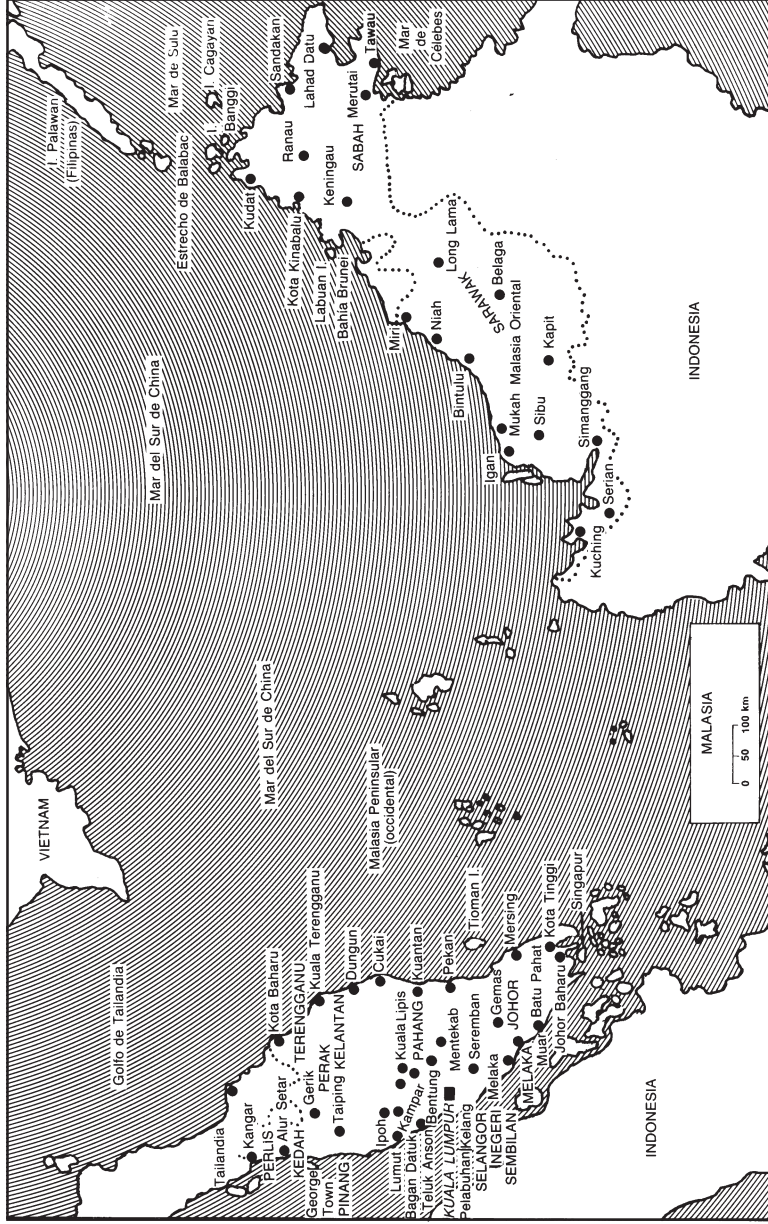 I. Palawan
(Filipinas)
Mar de Sulu
I. Cagayan
I.
Banggi
Estrecho de Balabac
Sandakan
Lahad Datu
Tawau
Mar
de
Celebes
Merutai
SABAH
Ranau
Keningau
Kudat
Kota Kinabalu
Labuan I.
Bahia Brunei
Long Lama
Belaga
SARAWAK
Malasia Oriental
Miri
Niah
Bintulu
Kapit
Mukah
Sibu
Igan
Simanggang
Serian
Kuching
INDONESIA
Mar del Sur de China
Mar del Sur de China
VIETNAM
Malasia Peninsular
(occidental)
MALASIA
0 50 100 km
Golfo de Tailandia
Kota Baharu
TERENGGANU
Kuala Terengganu
Dungun
Cukai
Kuantan
Pekan
Tioman I.
Mersing
Kota Tinggi
Singapur
Tailandia
Kangar
PERLIS
Alur Setar
KEDAH
George
Town
PINANG
Gerik
PERAK
Taiping
KELANTAN
Ipoh
Lumut
Kampar
Bagan Datuk
Teluk Anson
Kuala Lipis
PAHANG
Bentung
Mentekab
KUALA LUMPUR
Pelabuhan Kelang
SELANGOR
Seremban
NEGERI
SEMBILAN
Melaka
MELAKA
Gemas
JOHOR
Muar
Batu Pahat
Johor Baharu
INDONESIA